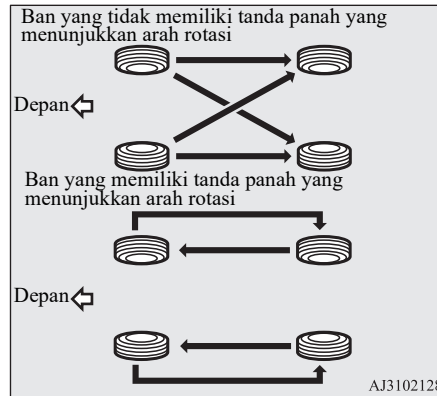 Ban yang tidak memiliki tanda panah yang
menunjukkan arah rotasi
Depan
Ban yang memiliki tanda panah yang
menunjukkan arah rotasi
Depan
AJ3102128